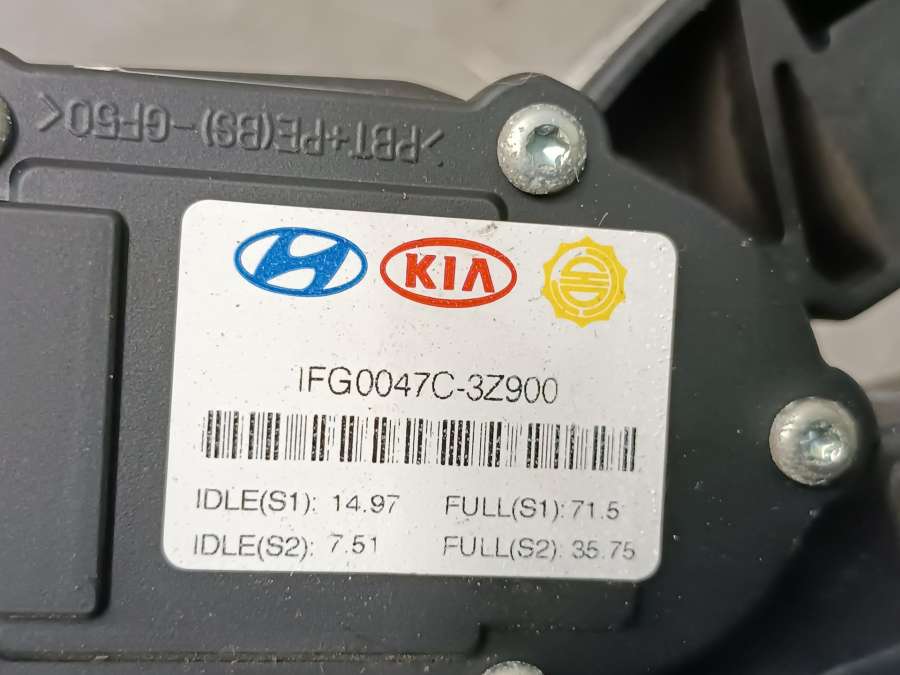 >PBT+PE(BS)-GF50<
KIA
IFG0047C-3Z900
IDLE(S1): 14.97 FULL(S1):71.5
IDLE(S2): 7.51 FULL(S2):35.75